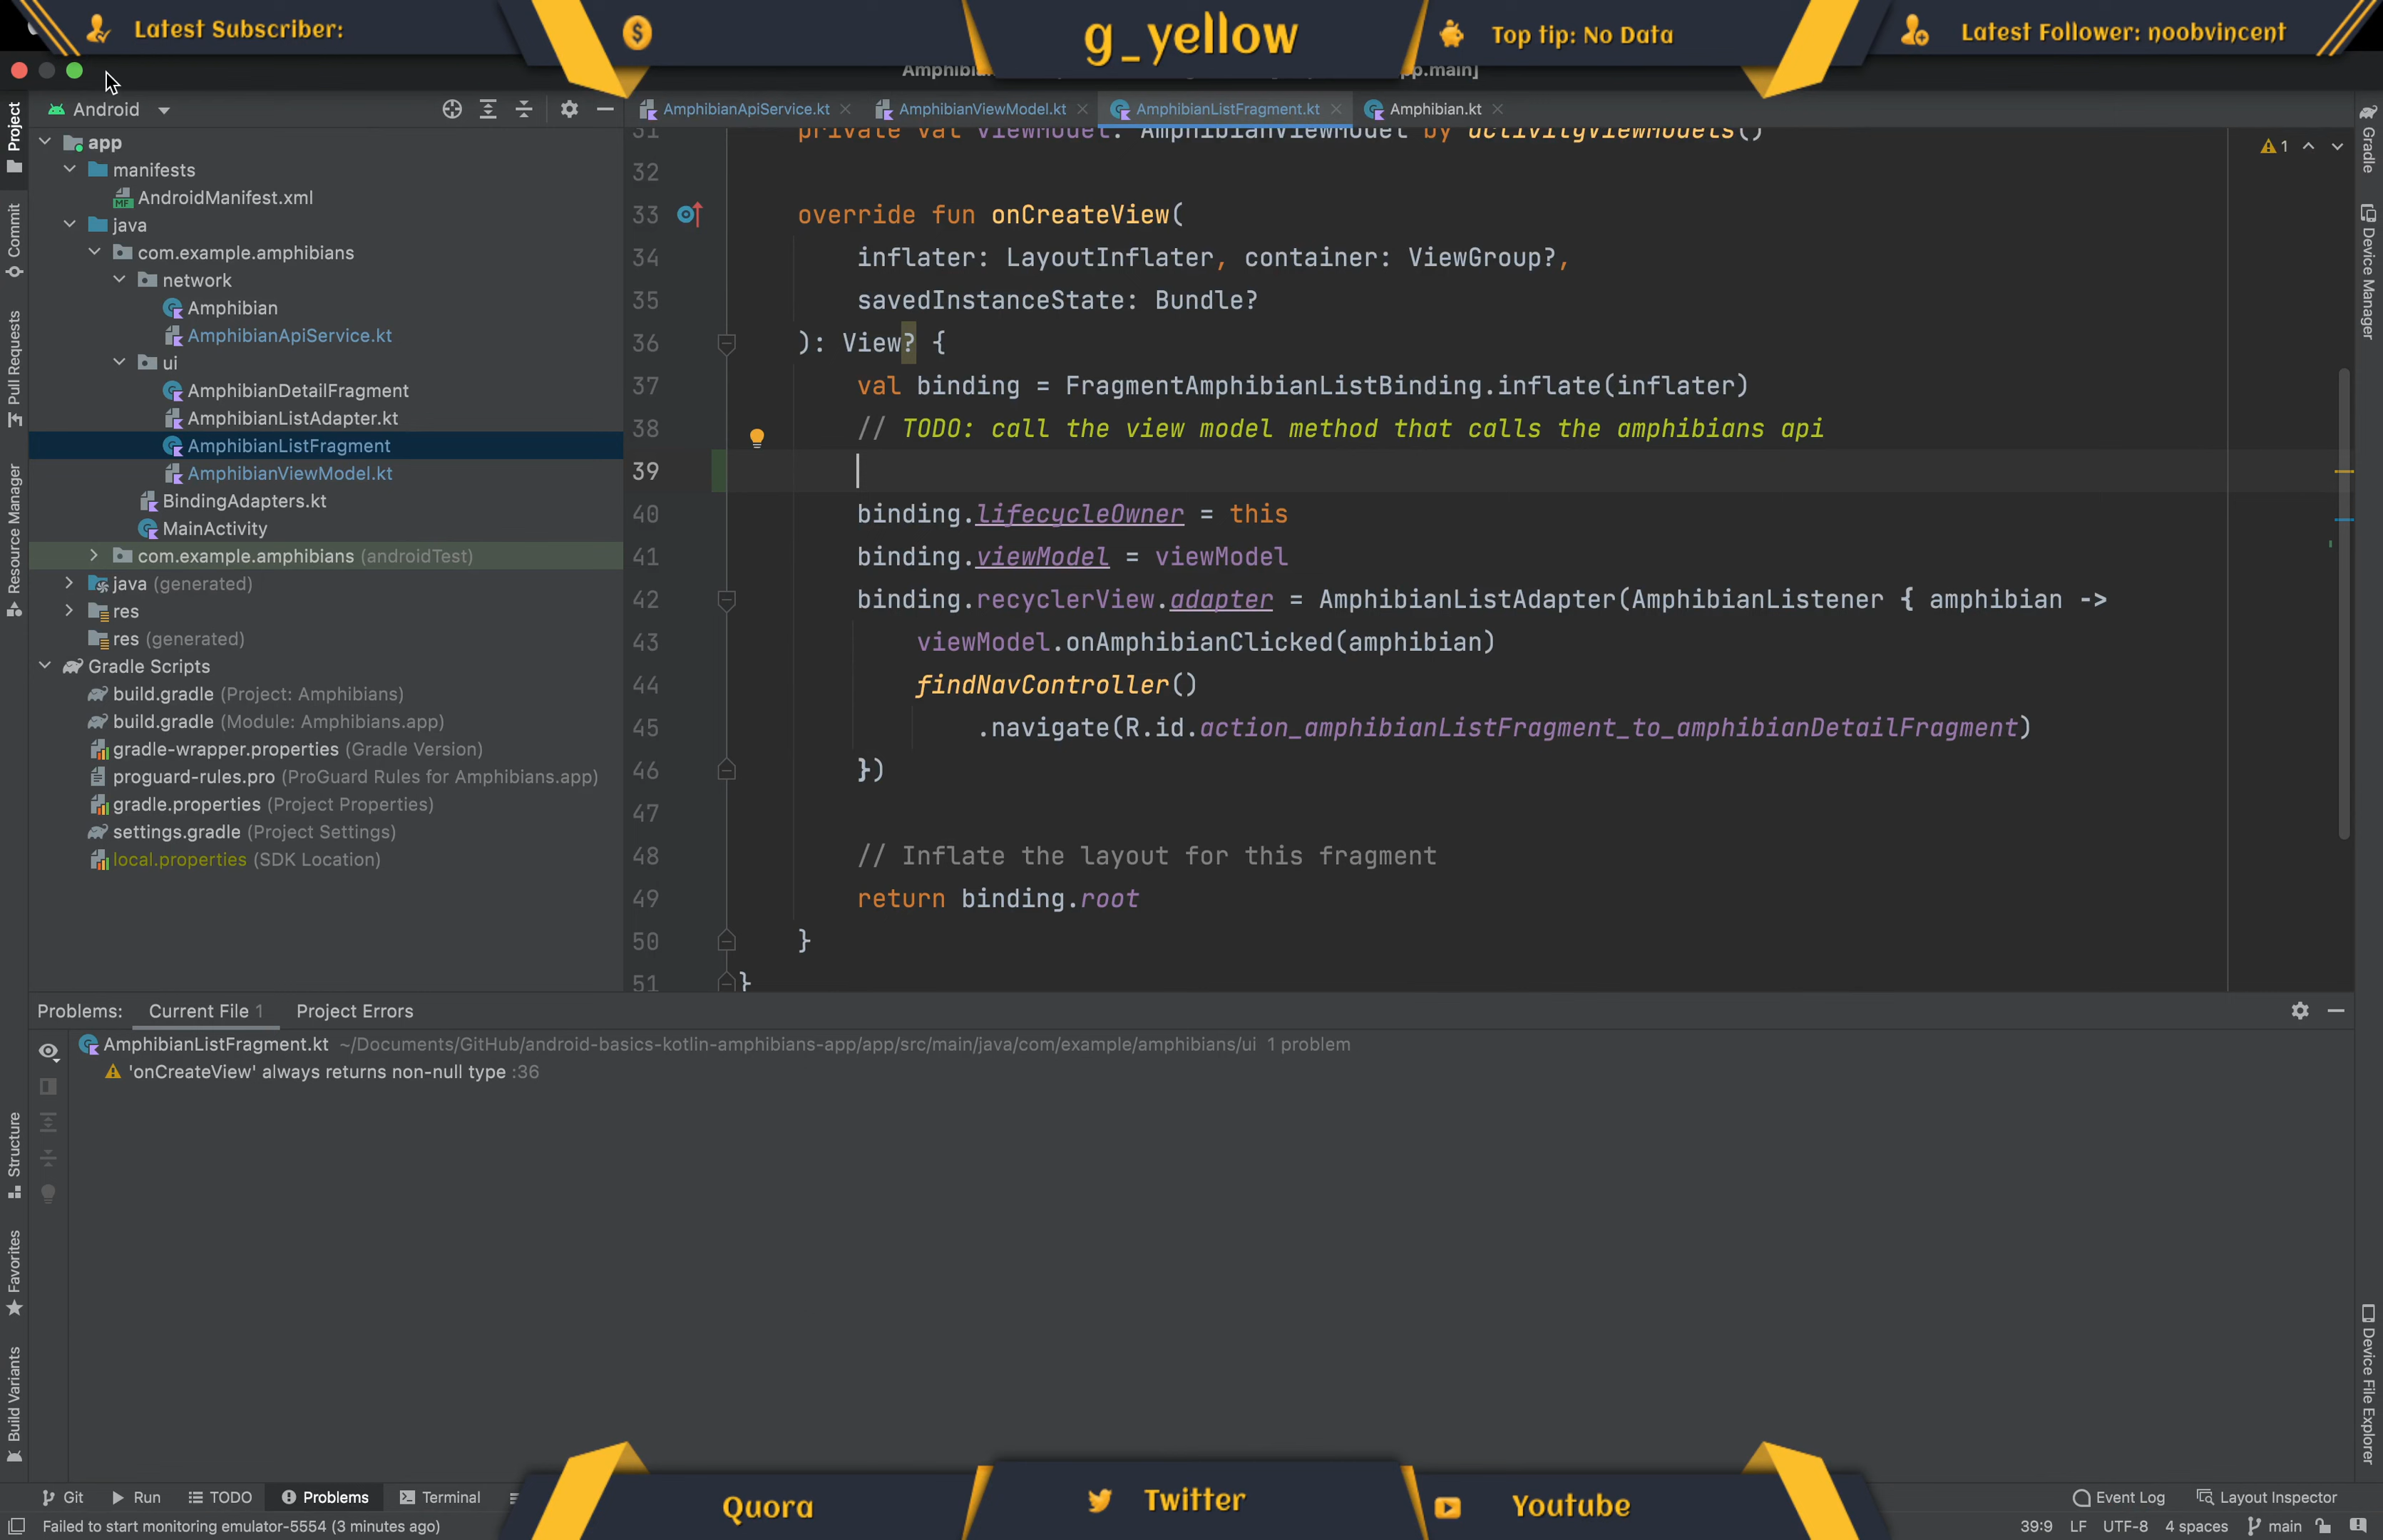 Latest Subscriber:
g_yellow
Top tip: No Data
Latest Follower: noobvincent
Android
AmphibianApiService.kt
AmphibianViewModel.kt
AmphibianListFragment.kt
Amphibian.kt
Project
Commit
Pull Requests
Resource Manager
Structure
Favorites
Build Variants
Gradle
Device Manager
Device File Explorer
app
manifests
AndroidManifest.xml
java
com.example.amphibians
network
Amphibian
AmphibianApiService.kt
ui
AmphibianDetailFragment
AmphibianListAdapter.kt
AmphibianListFragment
AmphibianViewModel.kt
BindingAdapters.kt
MainActivity
com.example.amphibians (androidTest)
java (generated)
res
res (generated)
Gradle Scripts
build.gradle (Project: Amphibians)
build.gradle (Module: Amphibians.app)
gradle-wrapper.properties (Gradle Version)
proguard-rules.pro (ProGuard Rules for Amphibians.app)
gradle.properties (Project Properties)
settings.gradle (Project Settings)
local.properties (SDK Location)
1
31 private val viewModel: AmphibianViewModel by activityViewModels()
32
33 override fun onCreateView(
34 inflater: LayoutInflater, container: ViewGroup?,
35 savedInstanceState: Bundle?
36 ): View? {
37 val binding = FragmentAmphibianListBinding.inflate(inflater)
38 // TODO: call the view model method that calls the amphibians api
39
40 binding.lifecycleOwner = this
41 binding.viewModel = viewModel
42 binding.recyclerView.adapter = AmphibianListAdapter(AmphibianListener { amphibian ->
43 viewModel.onAmphibianClicked(amphibian)
44 findNavController()
45 .navigate(R.id.action_amphibianListFragment_to_amphibianDetailFragment)
46 })
47
48 // Inflate the layout for this fragment
49 return binding.root
50 }
51 }
Problems: Current File 1 Project Errors
AmphibianListFragment.kt ~/Documents/GitHub/android-basics-kotlin-amphibians-app/app/src/main/java/com/example/amphibians/ui 1 problem
'onCreateView' always returns non-null type :36
Git Run TODO Problems Terminal
Quora
Twitter
Youtube
Event Log Layout Inspector
Failed to start monitoring emulator-5554 (3 minutes ago)
39:9 LF UTF-8 4 spaces main